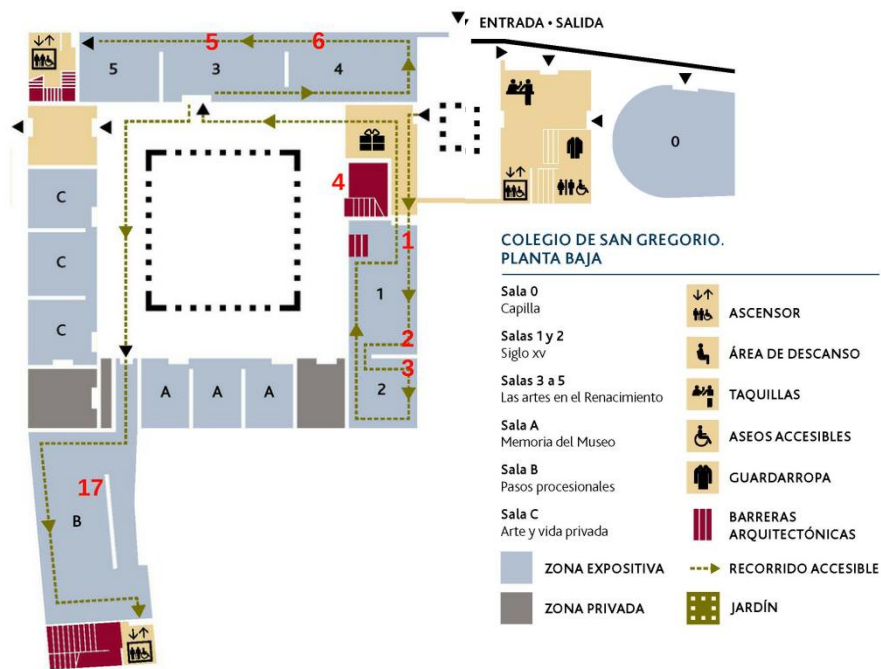 ENTRADA • SALIDA
5
6
5
3
4
0
4
1
C
C
C
1
2
3
2
A
A
A
17
B
COLEGIO DE SAN GREGORIO.
PLANTA BAJA
Sala 0
Capilla
Salas 1 y 2
Siglo XV
Salas 3 a 5
Las artes en el Renacimiento
Sala A
Memoria del Museo
Sala B
Pasos procesionales
Sala C
Arte y vida privada
ZONA EXPOSITIVA
ZONA PRIVADA
ASCENSOR
ÁREA DE DESCANSO
TAQUILLAS
ASEOS ACCESIBLES
GUARDARROPA
BARRERAS
ARQUITECTÓNICAS
RECORRIDO ACCESIBLE
JARDÍN